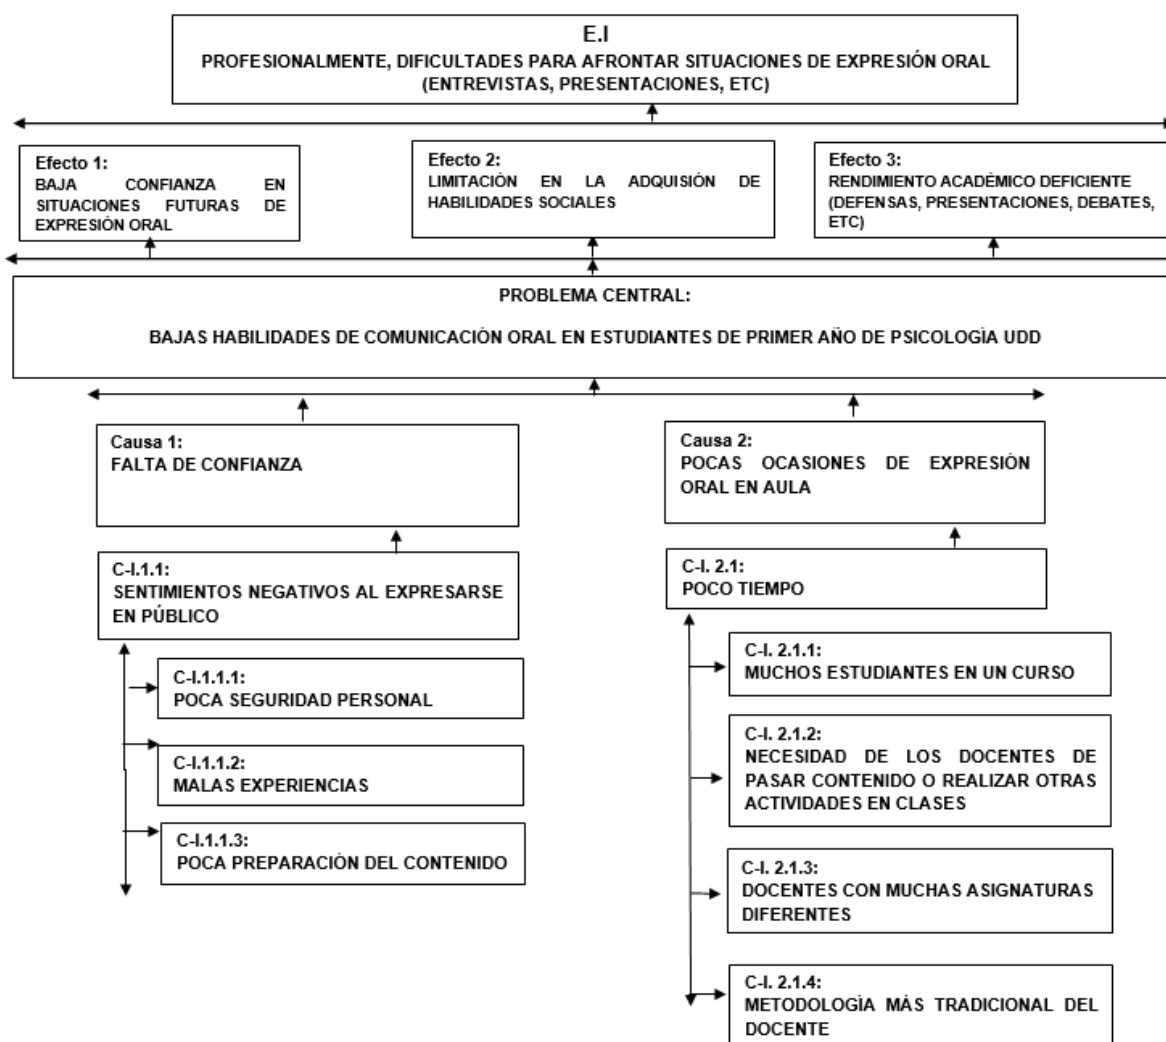 E.I
PROFESIONALMENTE, DIFICULTADES PARA AFRONTAR SITUACIONES DE EXPRESIÓN ORAL
(ENTREVISTAS, PRESENTACIONES, ETC)
Efecto 1:
BAJA CONFIANZA EN
SITUACIONES FUTURAS DE
EXPRESIÓN ORAL
Efecto 2:
LIMITACIÓN EN LA ADQUISIÓN DE
HABILIDADES SOCIALES
Efecto 3:
RENDIMIENTO ACADÉMICO DEFICIENTE
(DEFENSAS, PRESENTACIONES, DEBATES,
ETC)
PROBLEMA CENTRAL:
BAJAS HABILIDADES DE COMUNICACIÓN ORAL EN ESTUDIANTES DE PRIMER AÑO DE PSICOLOGÍA UDD
Causa 1:
FALTA DE CONFIANZA
Causa 2:
POCAS OCASIONES DE EXPRESIÓN
ORAL EN AULA
C-I.1.1:
SENTIMIENTOS NEGATIVOS AL EXPRESARSE
EN PÚBLICO
C-I. 2.1:
POCO TIEMPO
C-I.1.1.1:
POCA SEGURIDAD PERSONAL
C-I.1.1.2:
MALAS EXPERIENCIAS
C-I.1.1.3:
POCA PREPARACIÓN DEL CONTENIDO
C-I. 2.1.1:
MUCHOS ESTUDIANTES EN UN CURSO
C-I. 2.1.2:
NECESIDAD DE LOS DOCENTES DE
PASAR CONTENIDO O REALIZAR OTRAS
ACTIVIDADES EN CLASES
C-I. 2.1.3:
DOCENTES CON MUCHAS ASIGNATURAS
DIFERENTES
C-I. 2.1.4:
METODOLOGÍA MÁS TRADICIONAL DEL
DOCENTE